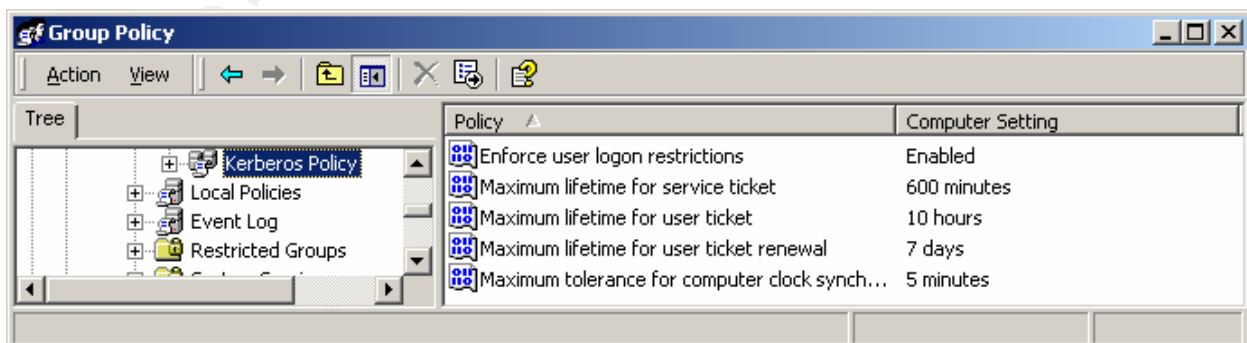 Group Policy
Action View
Tree
Policy Computer Setting
Kerberos Policy
Local Policies
Event Log
Restricted Groups
Enforce user logon restrictions Enabled
Maximum lifetime for service ticket 600 minutes
Maximum lifetime for user ticket 10 hours
Maximum lifetime for user ticket renewal 7 days
Maximum tolerance for computer clock synch... 5 minutes